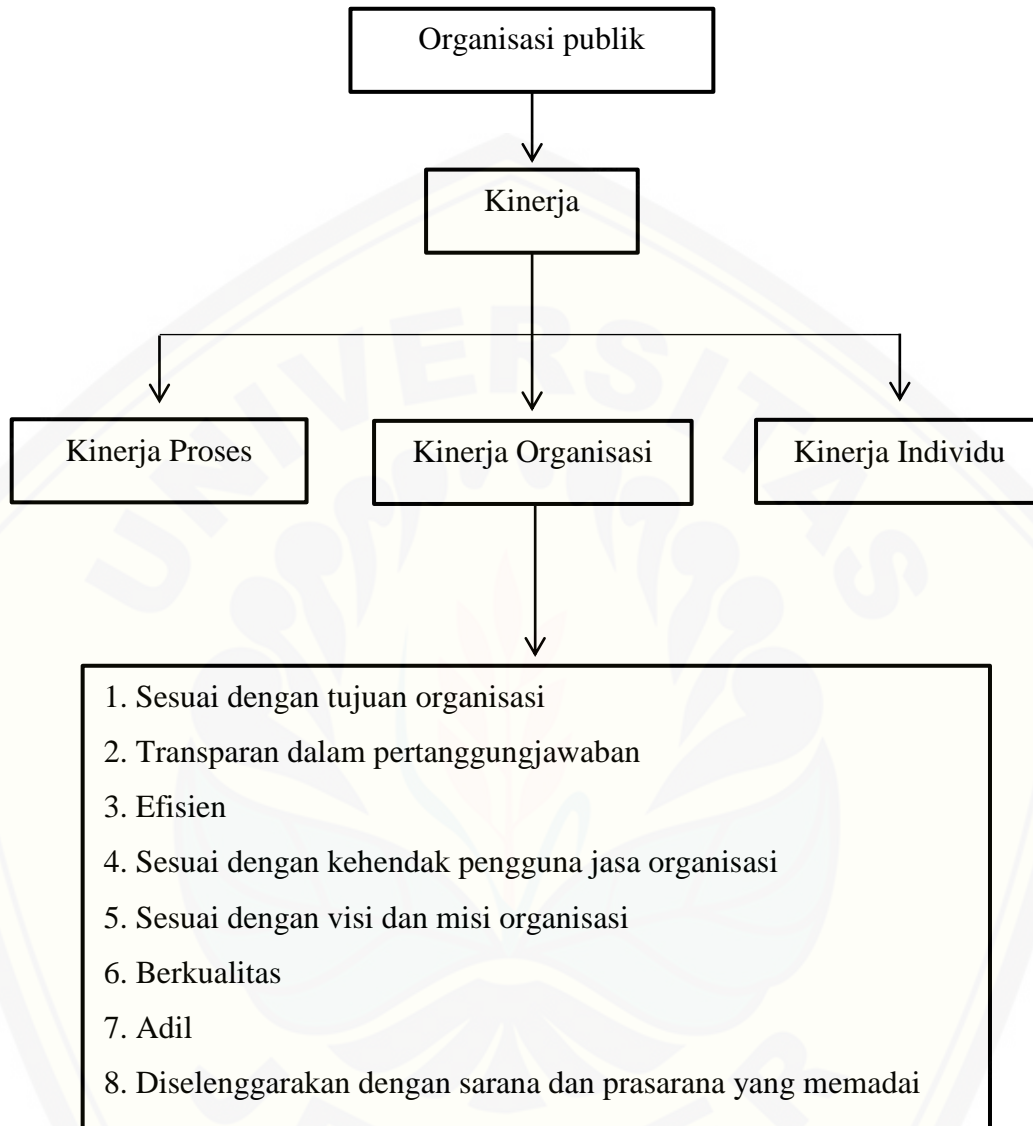 Organisasi publik
Kinerja
Kinerja Proses
Kinerja Organisasi
Kinerja Individu
UNIVERSITAS
1. Sesuai dengan tujuan organisasi
2. Transparan dalam pertanggungjawaban
3. Efisien
4. Sesuai dengan kehendak pengguna jasa organisasi
5. Sesuai dengan visi dan misi organisasi
6. Berkualitas
7. Adil
8. Diselenggarakan dengan sarana dan prasarana yang memadai